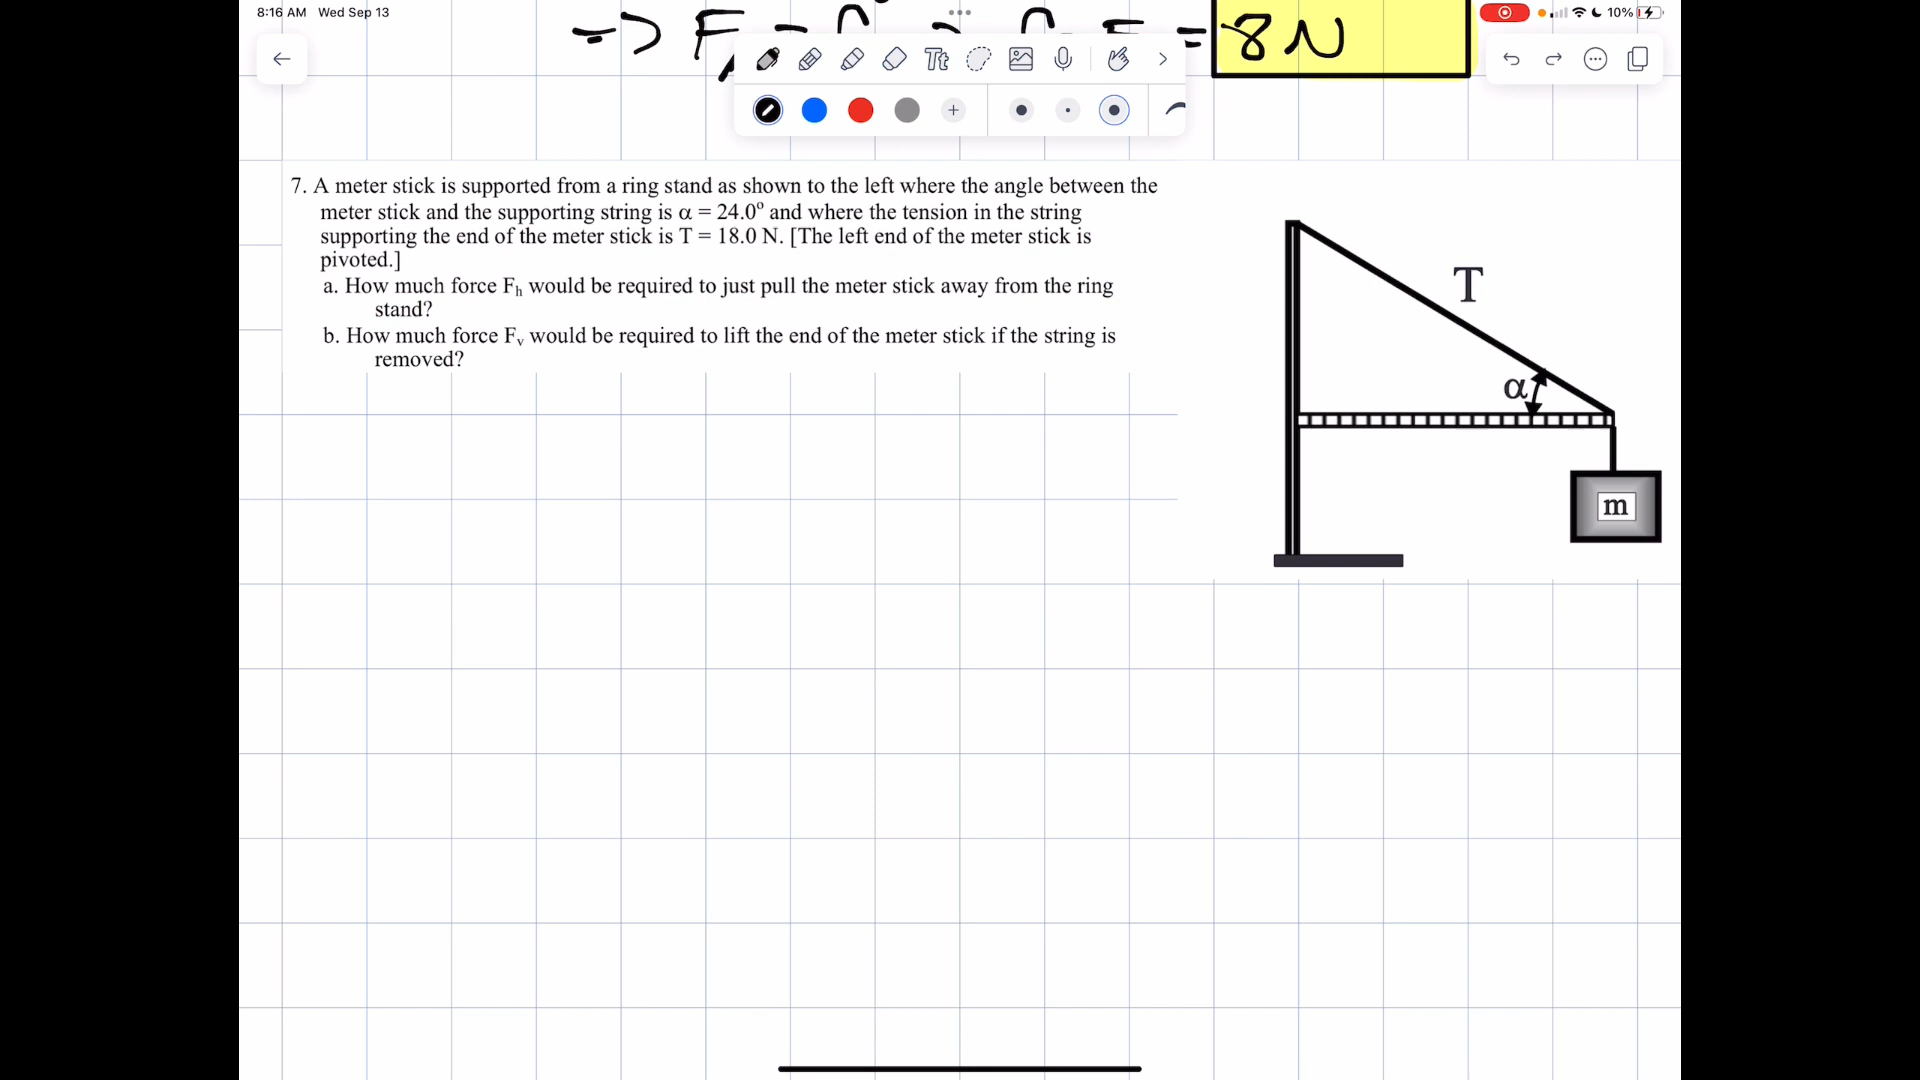 8:16 AM Wed Sep 13
10%
=> F = 8 N
Tt
7. A meter stick is supported from a ring stand as shown to the left where the angle between the
meter stick and the supporting string is α = 24.0° and where the tension in the string
supporting the end of the meter stick is T = 18.0 N. [The left end of the meter stick is
pivoted.]
a. How much force Fₕ would be required to just pull the meter stick away from the ring
stand?
b. How much force Fᵥ would be required to lift the end of the meter stick if the string is
removed?
T
α
m